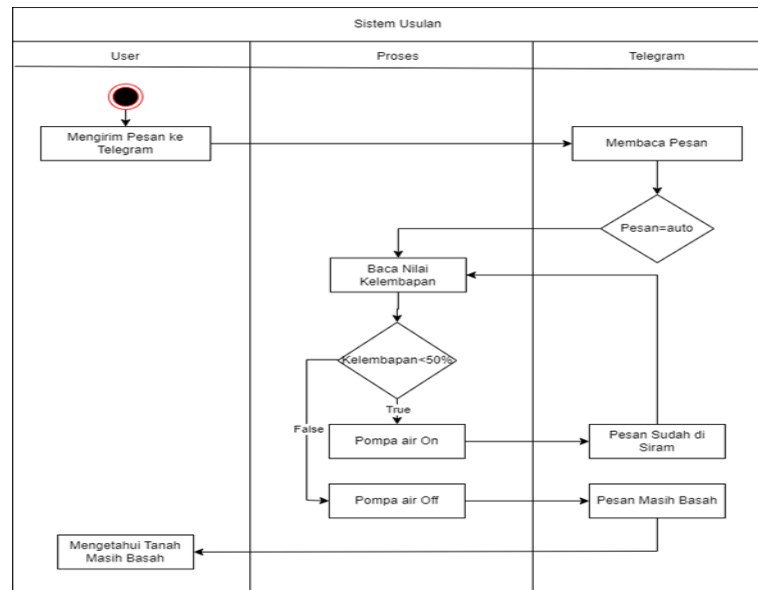 Sistem Usulan
User
Proses
Telegram
Mengirim Pesan ke
Telegram
Membaca Pesan
Pesan=auto
Baca Nilai
Kelembapan
Kelembapan<50%
True
False
Pompa air On
Pesan Sudah di
Siram
Pompa air Off
Pesan Masih Basah
Mengetahui Tanah
Masih Basah